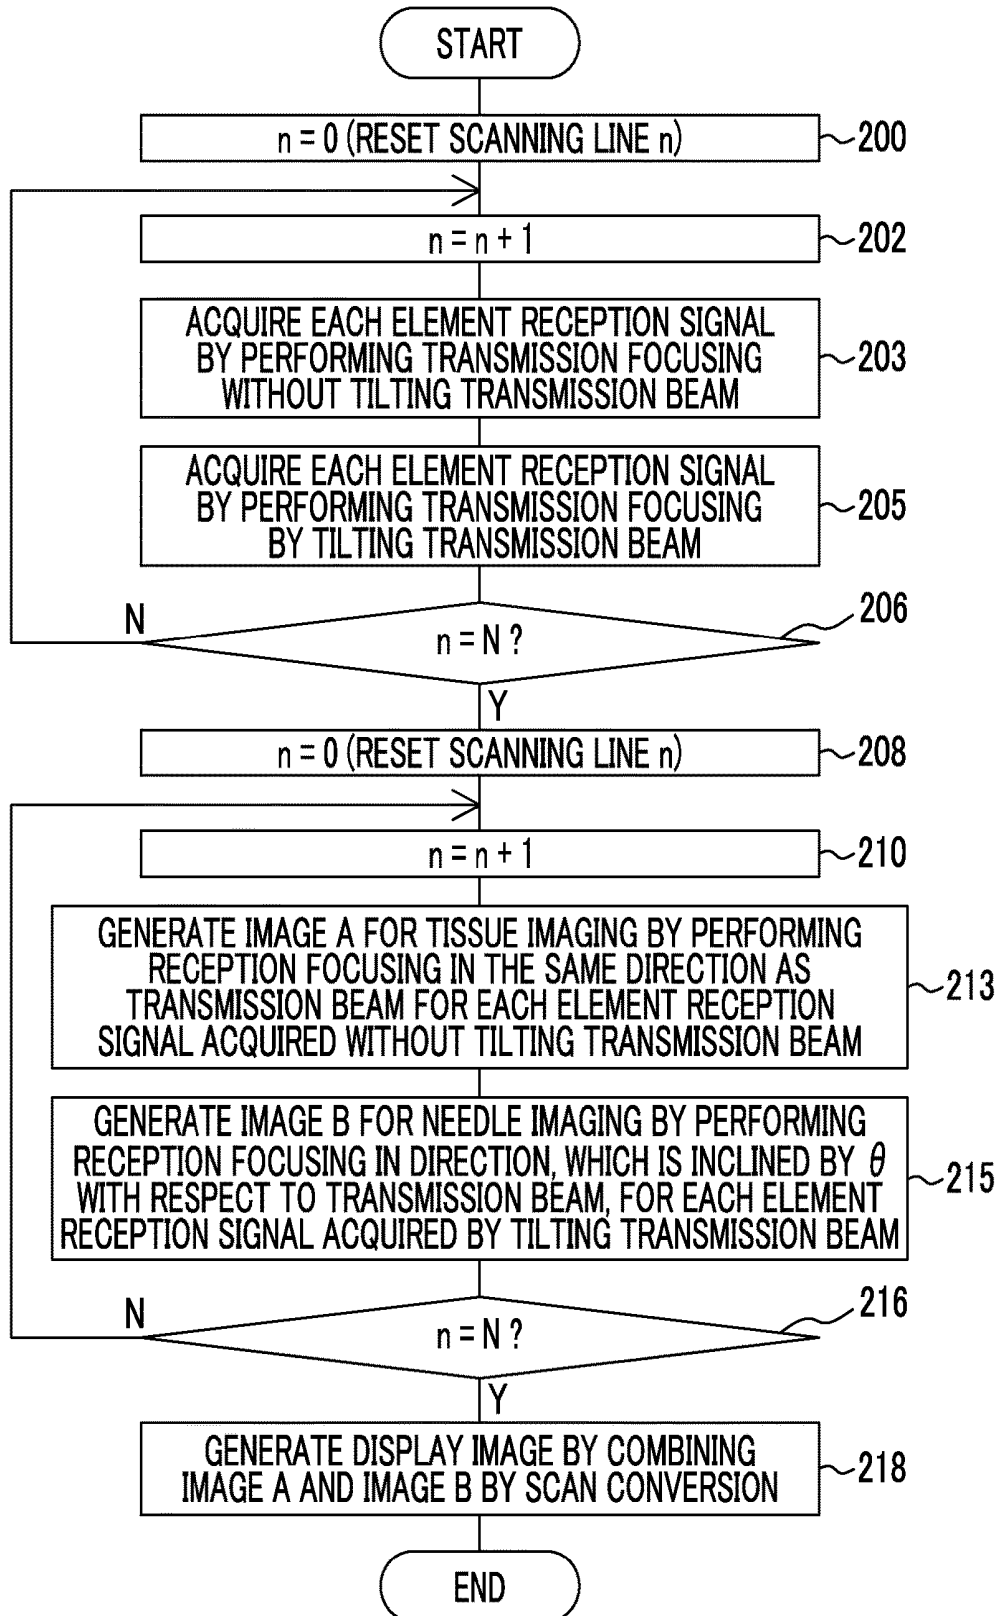 START
n = 0 (RESET SCANNING LINE n)
200
n = n + 1
202
ACQUIRE EACH ELEMENT RECEPTION SIGNAL
BY PERFORMING TRANSMISSION FOCUSING
WITHOUT TILTING TRANSMISSION BEAM
203
ACQUIRE EACH ELEMENT RECEPTION SIGNAL
BY PERFORMING TRANSMISSION FOCUSING
BY TILTING TRANSMISSION BEAM
205
206
N
n = N ?
Y
n = 0 (RESET SCANNING LINE n)
208
n = n + 1
210
GENERATE IMAGE A FOR TISSUE IMAGING BY PERFORMING
RECEPTION FOCUSING IN THE SAME DIRECTION AS
TRANSMISSION BEAM FOR EACH ELEMENT RECEPTION
SIGNAL ACQUIRED WITHOUT TILTING TRANSMISSION BEAM
213
GENERATE IMAGE B FOR NEEDLE IMAGING BY PERFORMING
RECEPTION FOCUSING IN DIRECTION, WHICH IS INCLINED BY θ
WITH RESPECT TO TRANSMISSION BEAM, FOR EACH ELEMENT
RECEPTION SIGNAL ACQUIRED BY TILTING TRANSMISSION BEAM
215
216
N
n = N ?
Y
GENERATE DISPLAY IMAGE BY COMBINING
IMAGE A AND IMAGE B BY SCAN CONVERSION
218
END